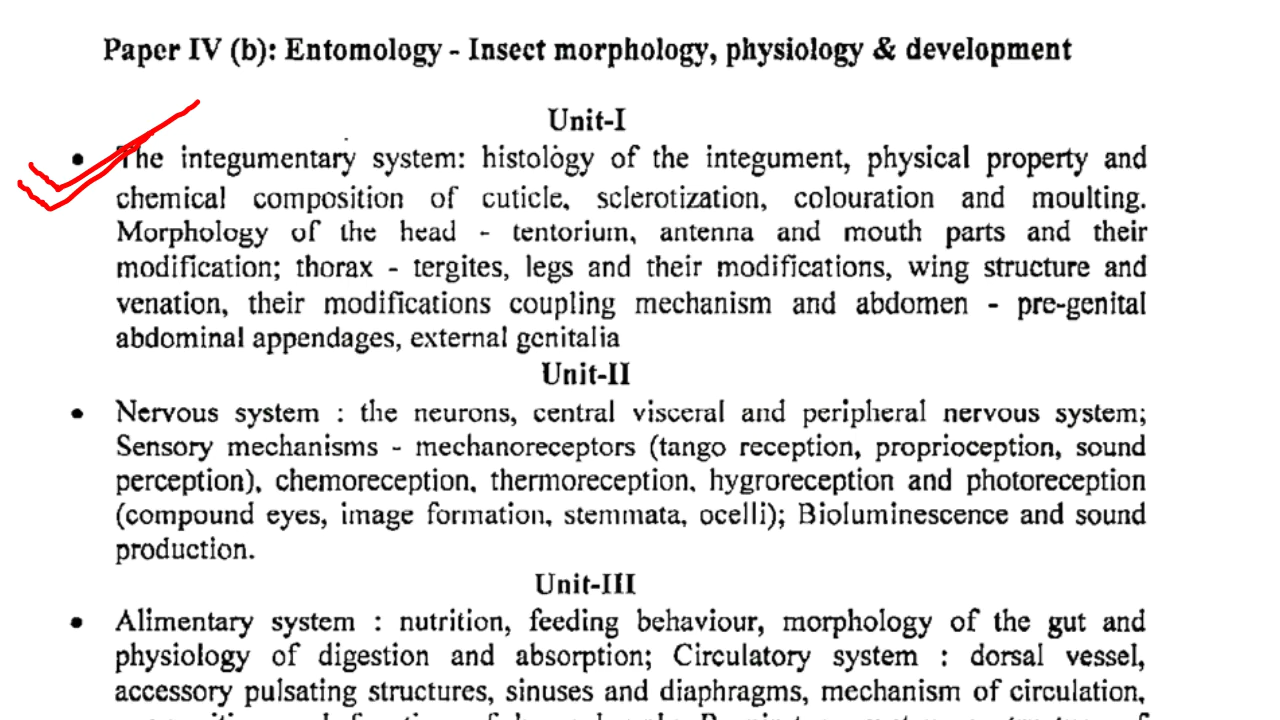 Paper IV (b): Entomology - Insect morphology, physiology & development
Unit-I
• The integumentary system: histology of the integument, physical property and
chemical composition of cuticle, sclerotization, colouration and moulting.
Morphology of the head - tentorium, antenna and mouth parts and their
modification; thorax - tergites, legs and their modifications, wing structure and
venation, their modifications coupling mechanism and abdomen - pre-genital
abdominal appendages, external genitalia
Unit-II
• Nervous system : the neurons, central visceral and peripheral nervous system;
Sensory mechanisms - mechanoreceptors (tango reception, proprioception, sound
perception), chemoreception, thermoreception, hygroreception and photoreception
(compound eyes, image formation, stemmata, ocelli); Bioluminescence and sound
production.
Unit-III
• Alimentary system : nutrition, feeding behaviour, morphology of the gut and
physiology of digestion and absorption; Circulatory system : dorsal vessel,
accessory pulsating structures, sinuses and diaphragms, mechanism of circulation,